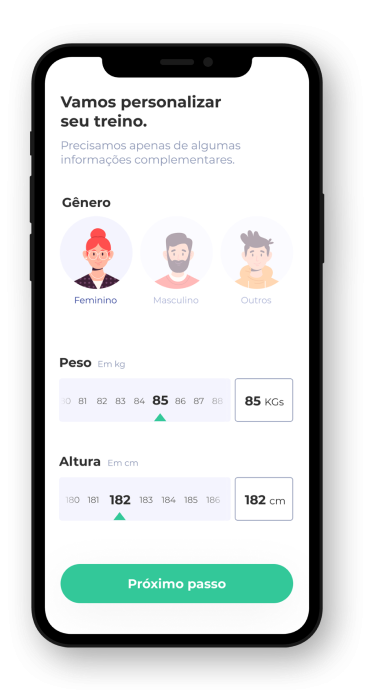 Vamos personalizar
seu treino.
Precisamos apenas de algumas
informações complementares.
Gênero
Feminino Masculino Outros
Peso Em kg
81 82 83 84 85 86 87 88 85 KGs
Altura Em cm
180 181 182 183 184 185 186 182 cm
Próximo passo